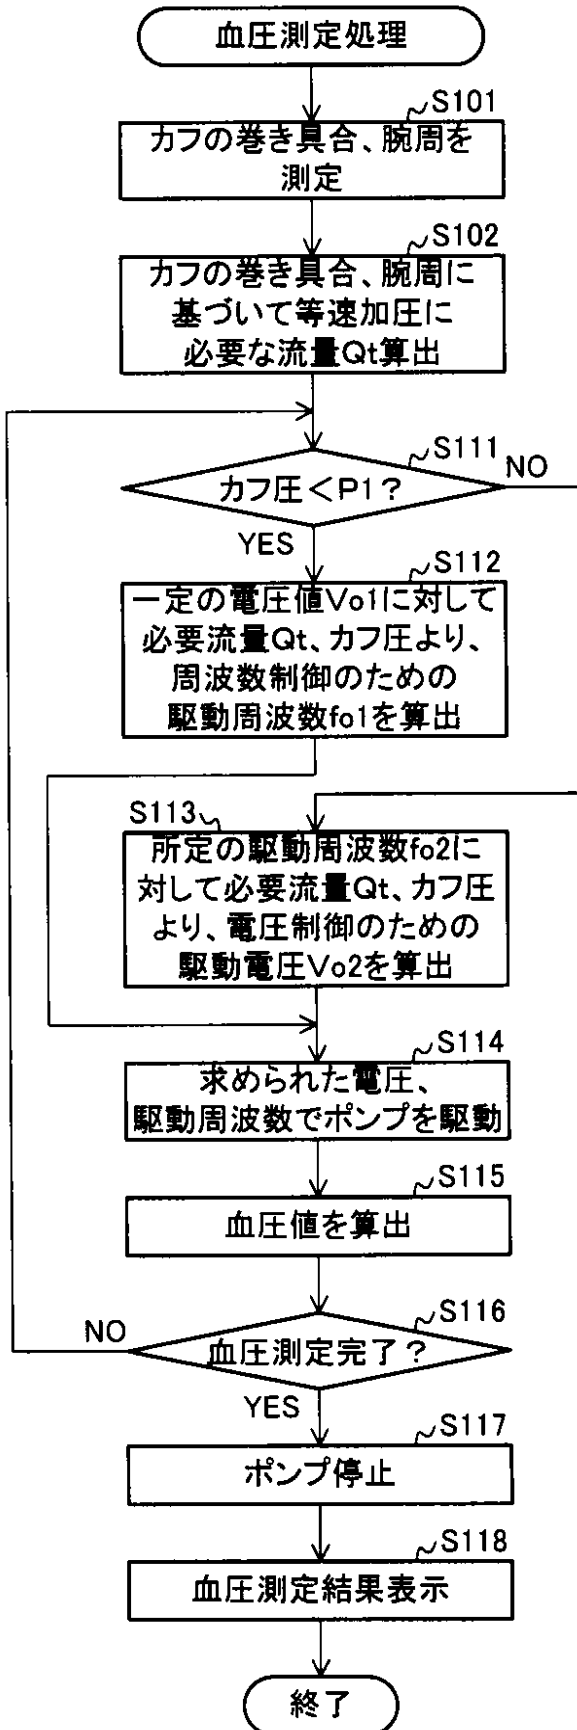 血圧測定処理
S101
カフの巻き具合、腕周を
測定
S102
カフの巻き具合、腕周に
基づいて等速加圧に
必要な流量Qt算出
S111
カフ圧<P1?
NO
YES
S112
一定の電圧値Vo1に対して
必要流量Qt、カフ圧より、
周波数制御のための
駆動周波数fo1を算出
S113
所定の駆動周波数fo2に
対して必要流量Qt、カフ圧
より、電圧制御のための
駆動電圧Vo2を算出
S114
求められた電圧、
駆動周波数でポンプを駆動
S115
血圧値を算出
S116
NO
血圧測定完了?
YES
S117
ポンプ停止
S118
血圧測定結果表示
終了